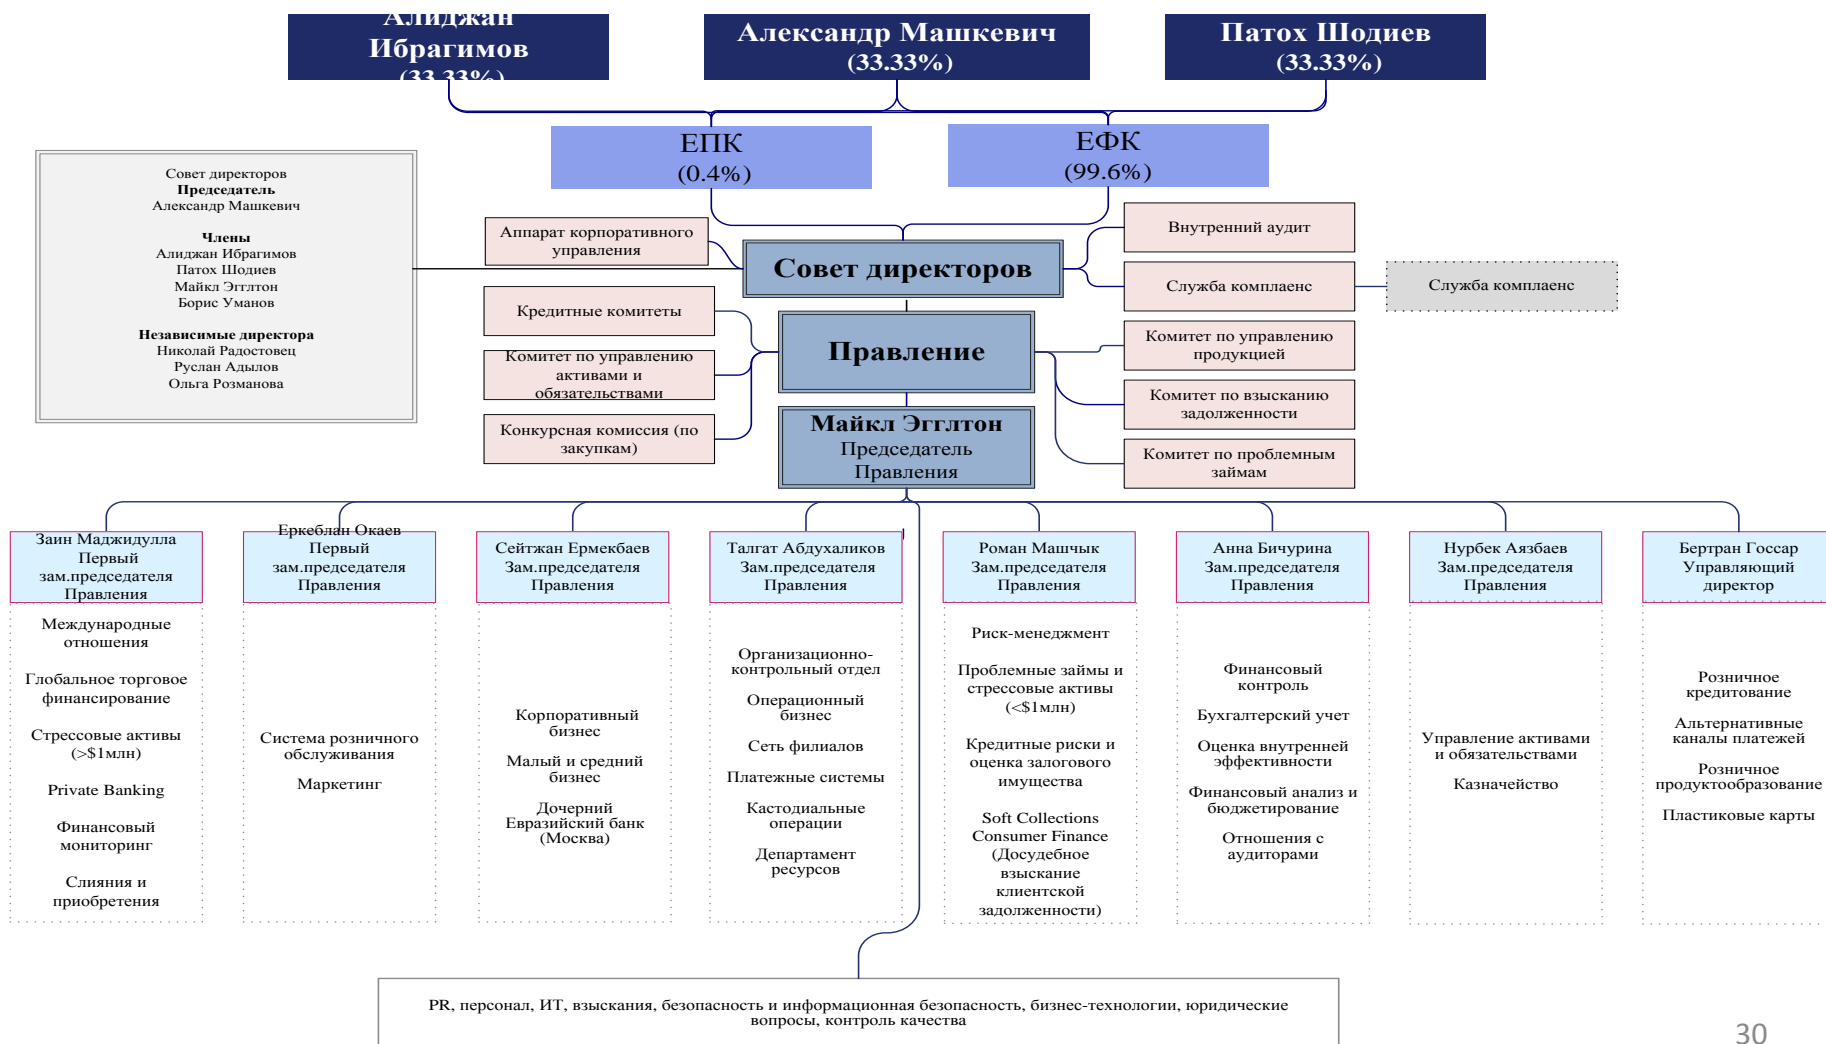 Алиджан
Ибрагимов
(33.33%)
Александр Машкевич
(33.33%)
Патох Шодиев
(33.33%)
ЕПК
(0.4%)
ЕФК
(99.6%)
Совет директоров
Председатель
Александр Машкевич
Члены
Алиджан Ибрагимов
Патох Шодиев
Майкл Эгглтон
Борис Уманов
Независимые директора
Николай Радостовец
Руслан Адылов
Ольга Розманова
Аппарат корпоративного
управления
Совет директоров
Внутренний аудит
Служба комплаенс
Служба комплаенс
Кредитные комитеты
Комитет по управлению
активами и
обязательствами
Конкурсная комиссия (по
закупкам)
Правление
Комитет по управлению
продукцией
Комитет по взысканию
задолженности
Комитет по проблемным
займам
Майкл Эгглтон
Председатель
Правления
Заин Маджидулла
Первый
зам.председателя
Правления
Международные
отношения
Глобальное торговое
финансирование
Стрессовые активы
(>$1млн)
Private Banking
Финансовый
мониторинг
Слияния и
приобретения
Еркеблан Окаев
Первый
зам.председателя
Правления
Система розничного
обслуживания
Маркетинг
Сейтжан Ермекбаев
Зам.председателя
Правления
Корпоративный
бизнес
Малый и средний
бизнес
Дочерний
Евразийский банк
(Москва)
Талгат Абдухаликов
Зам.председателя
Правления
Организационно-
контрольный отдел
Операционный
бизнес
Сеть филиалов
Платежные системы
Кастодиальные
операции
Департамент
ресурсов
Роман Машчык
Зам.председателя
Правления
Риск-менеджмент
Проблемные займы и
стрессовые активы
(<$1млн)
Кредитные риски и
оценка залогового
имущества
Soft Collections
Consumer Finance
(Досудебное
взыскание
клиентской
задолженности)
Анна Бичурина
Зам.председателя
Правления
Финансовый
контроль
Бухгалтерский учет
Оценка внутренней
эффективности
Финансовый анализ и
бюджетирование
Отношения с
аудиторами
Нурбек Аязбаев
Зам.председателя
Правления
Управление активами
и обязательствами
Казначейство
Бертран Госсар
Управляющий
директор
Розничное
кредитование
Альтернативные
каналы платежей
Розничное
продуктообразование
Пластиковые карты
PR, персонал, ИТ, взыскания, безопасность и информационная безопасность, бизнес-технологии, юридические
вопросы, контроль качества
30